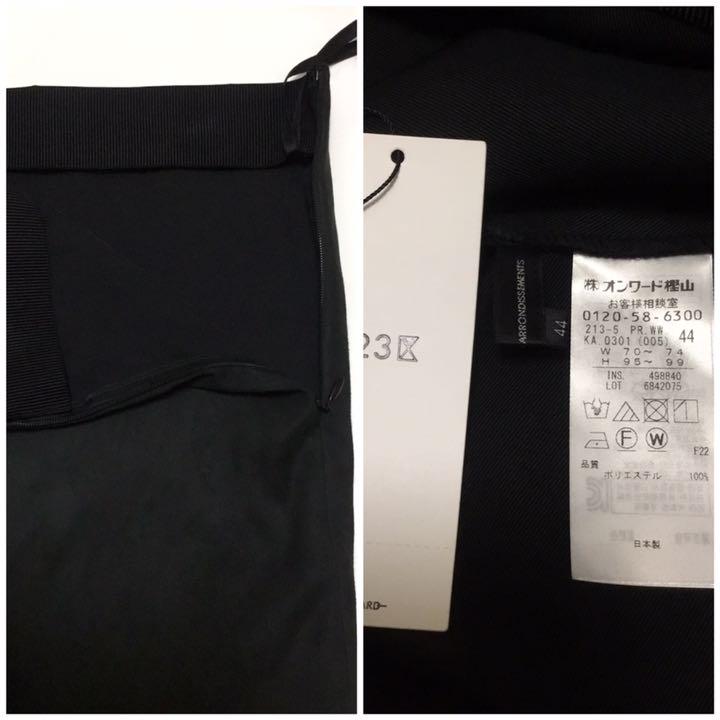 23区
ARD
ARRONDISSEMENTS
44
㈱オンワード樫山
お客様相談室
0120-58-6300
213-5 PR.WW 44
KA.0301 (005)
W 70～ 74
H 95～ 99
INS. 498840
LOT 6842075
F W
F22
品質
ポリエステル 100%
日本製